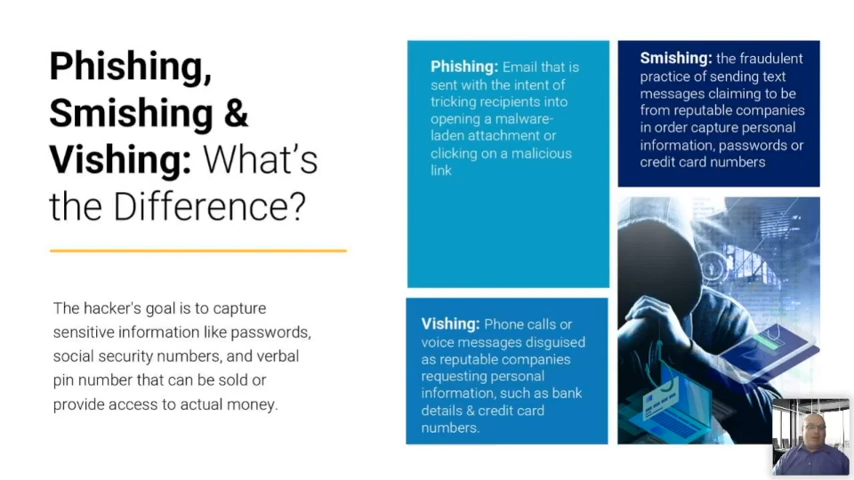 Phishing,
Smishing &
Vishing: What's
the Difference?
The hacker's goal is to capture
sensitive information like passwords,
social security numbers, and verbal
pin number that can be sold or
provide access to actual money.
Phishing: Email that is
sent with the intent of
tricking recipients into
opening a malware-
laden attachment or
clicking on a malicious
link
Smishing: the fraudulent
practice of sending text
messages claiming to be
from reputable companies
in order capture personal
information, passwords or
credit card numbers
Vishing: Phone calls or
voice messages disguised
as reputable companies
requesting personal
information, such as bank
details & credit card
numbers.